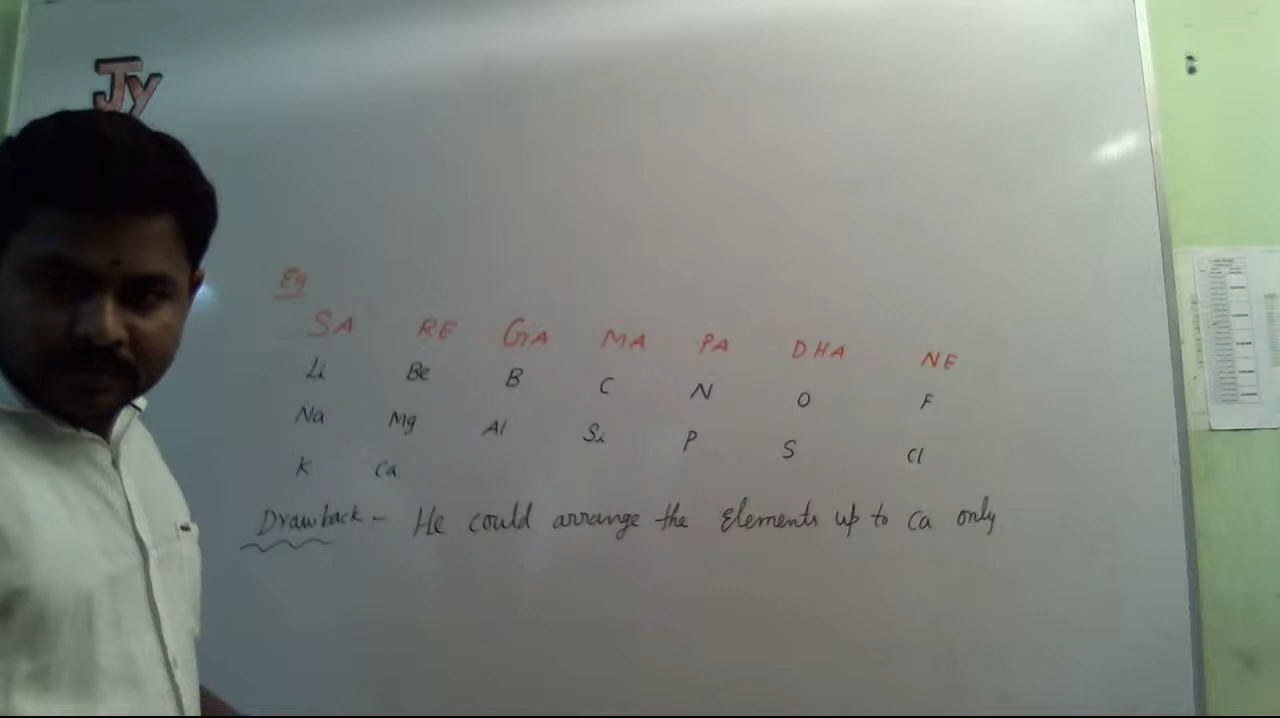 Jy
Eg
SA RE GA MA PA DHA NE
Li Be B C N O F
Na Mg Al Si P S Cl
K Ca
Drawback - He could arrange the Elements up to Ca only.